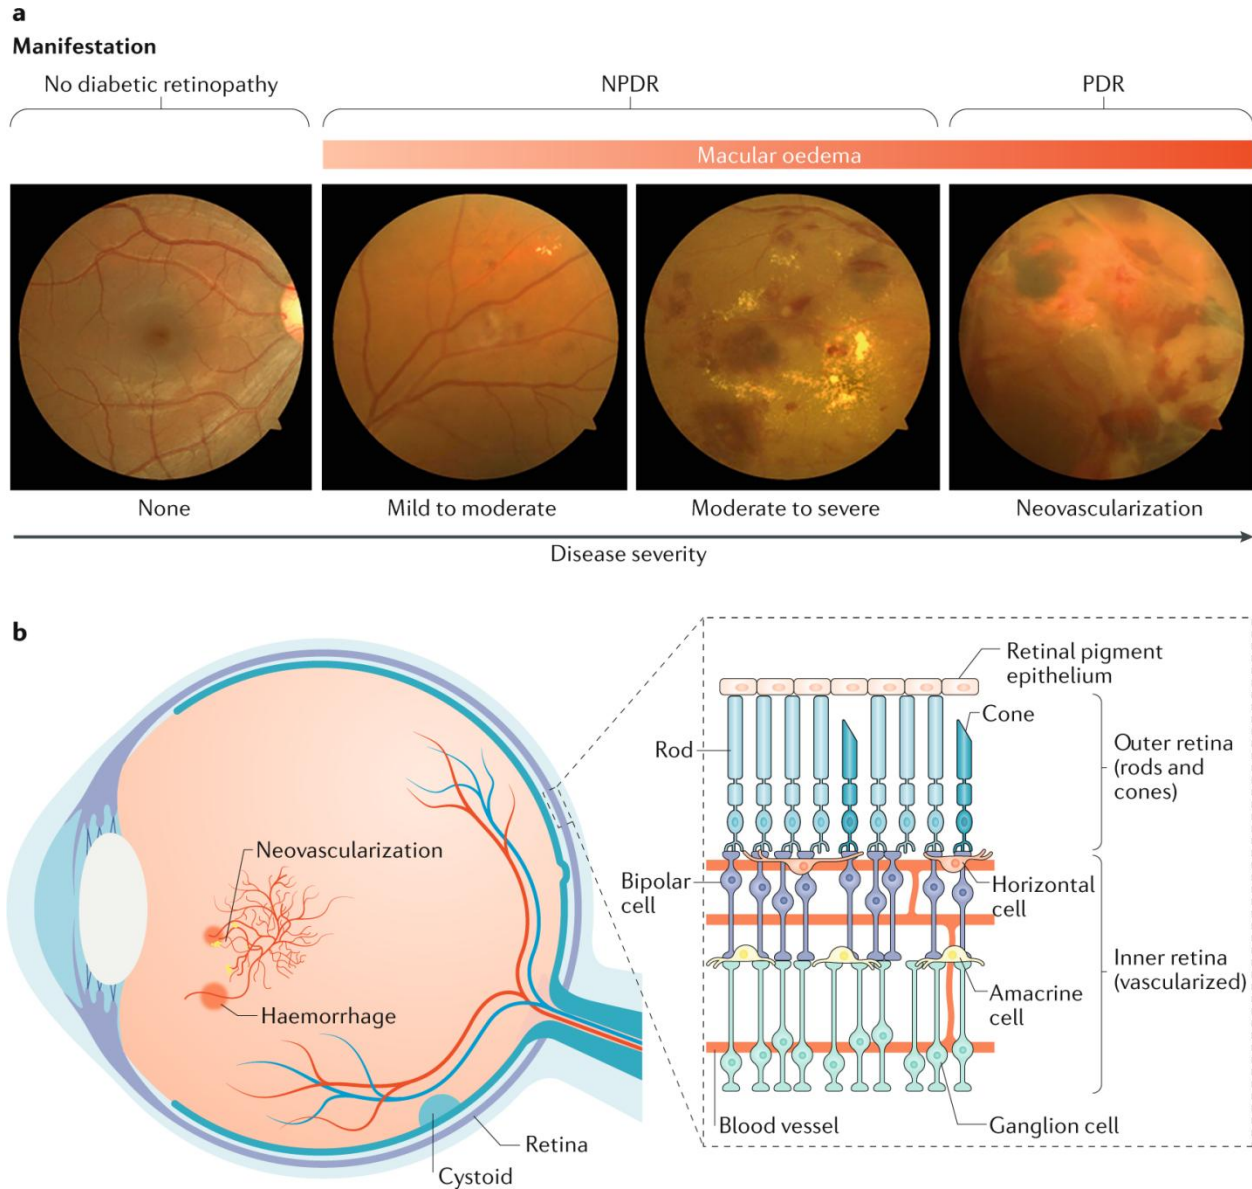 a
Manifestation
No diabetic retinopathy
NPDR
PDR
Macular oedema
None
Mild to moderate
Moderate to severe
Neovascularization
Disease severity
b
Neovascularization
Haemorrhage
Retina
Cystoid
Retinal pigment
epithelium
Cone
Rod
Outer retina
(rods and
cones)
Bipolar
cell
Horizontal
cell
Inner retina
(vascularized)
Amacrine
cell
Blood vessel
Ganglion cell